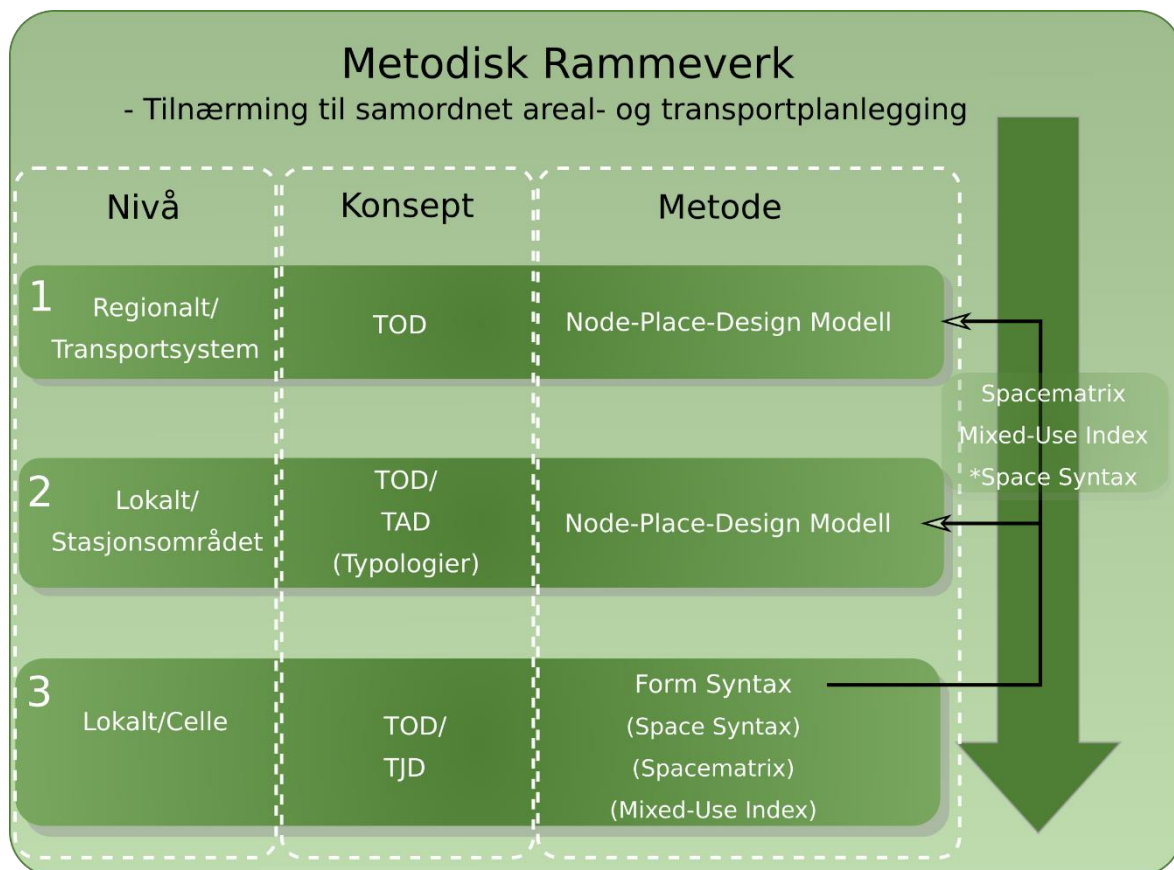 Metodisk Rammeverk
- Tilnærming til samordnet areal- og transportplanlegging
Nivå
Konsept
Metode
1
Regionalt/
Transportsystem
TOD
Node-Place-Design Modell
Spacematrix
Mixed-Use Index
*Space Syntax
2
Lokalt/
Stasjonsområdet
TOD/
TAD
(Typologier)
Node-Place-Design Modell
3
Lokalt/Celle
TOD/
TJD
Form Syntax
(Space Syntax)
(Spacematrix)
(Mixed-Use Index)